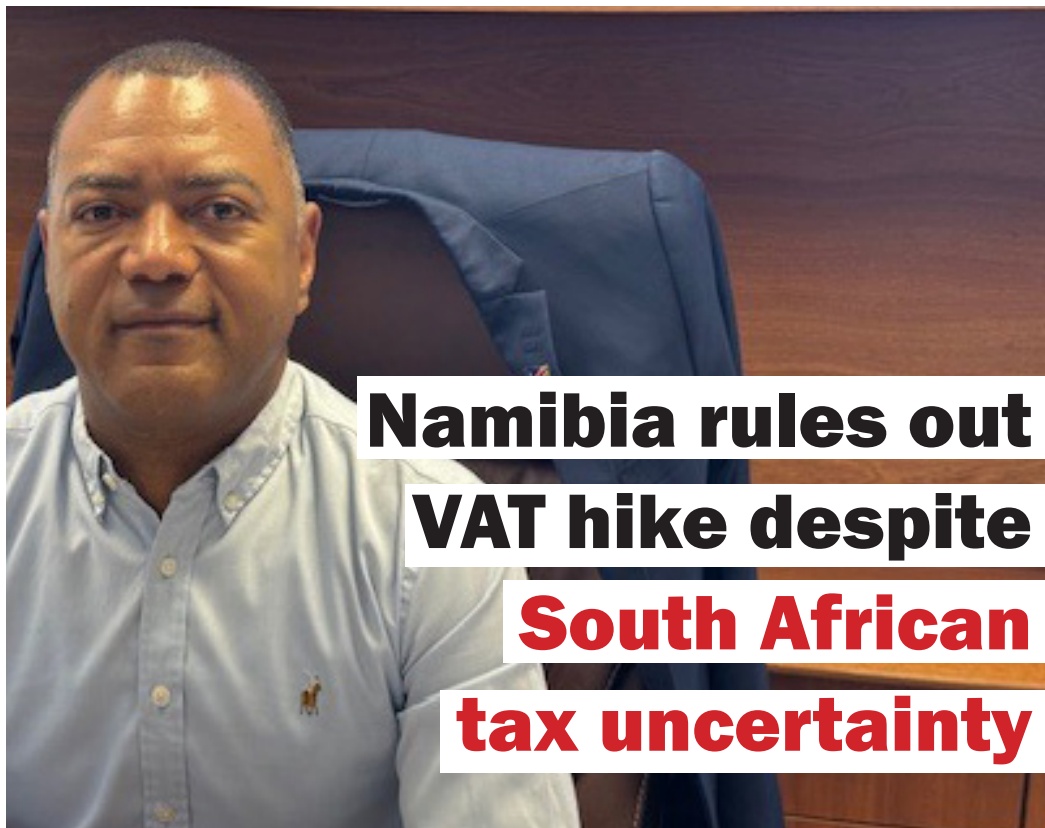 Namibia rules out
VAT hike despite
South African
tax uncertainty